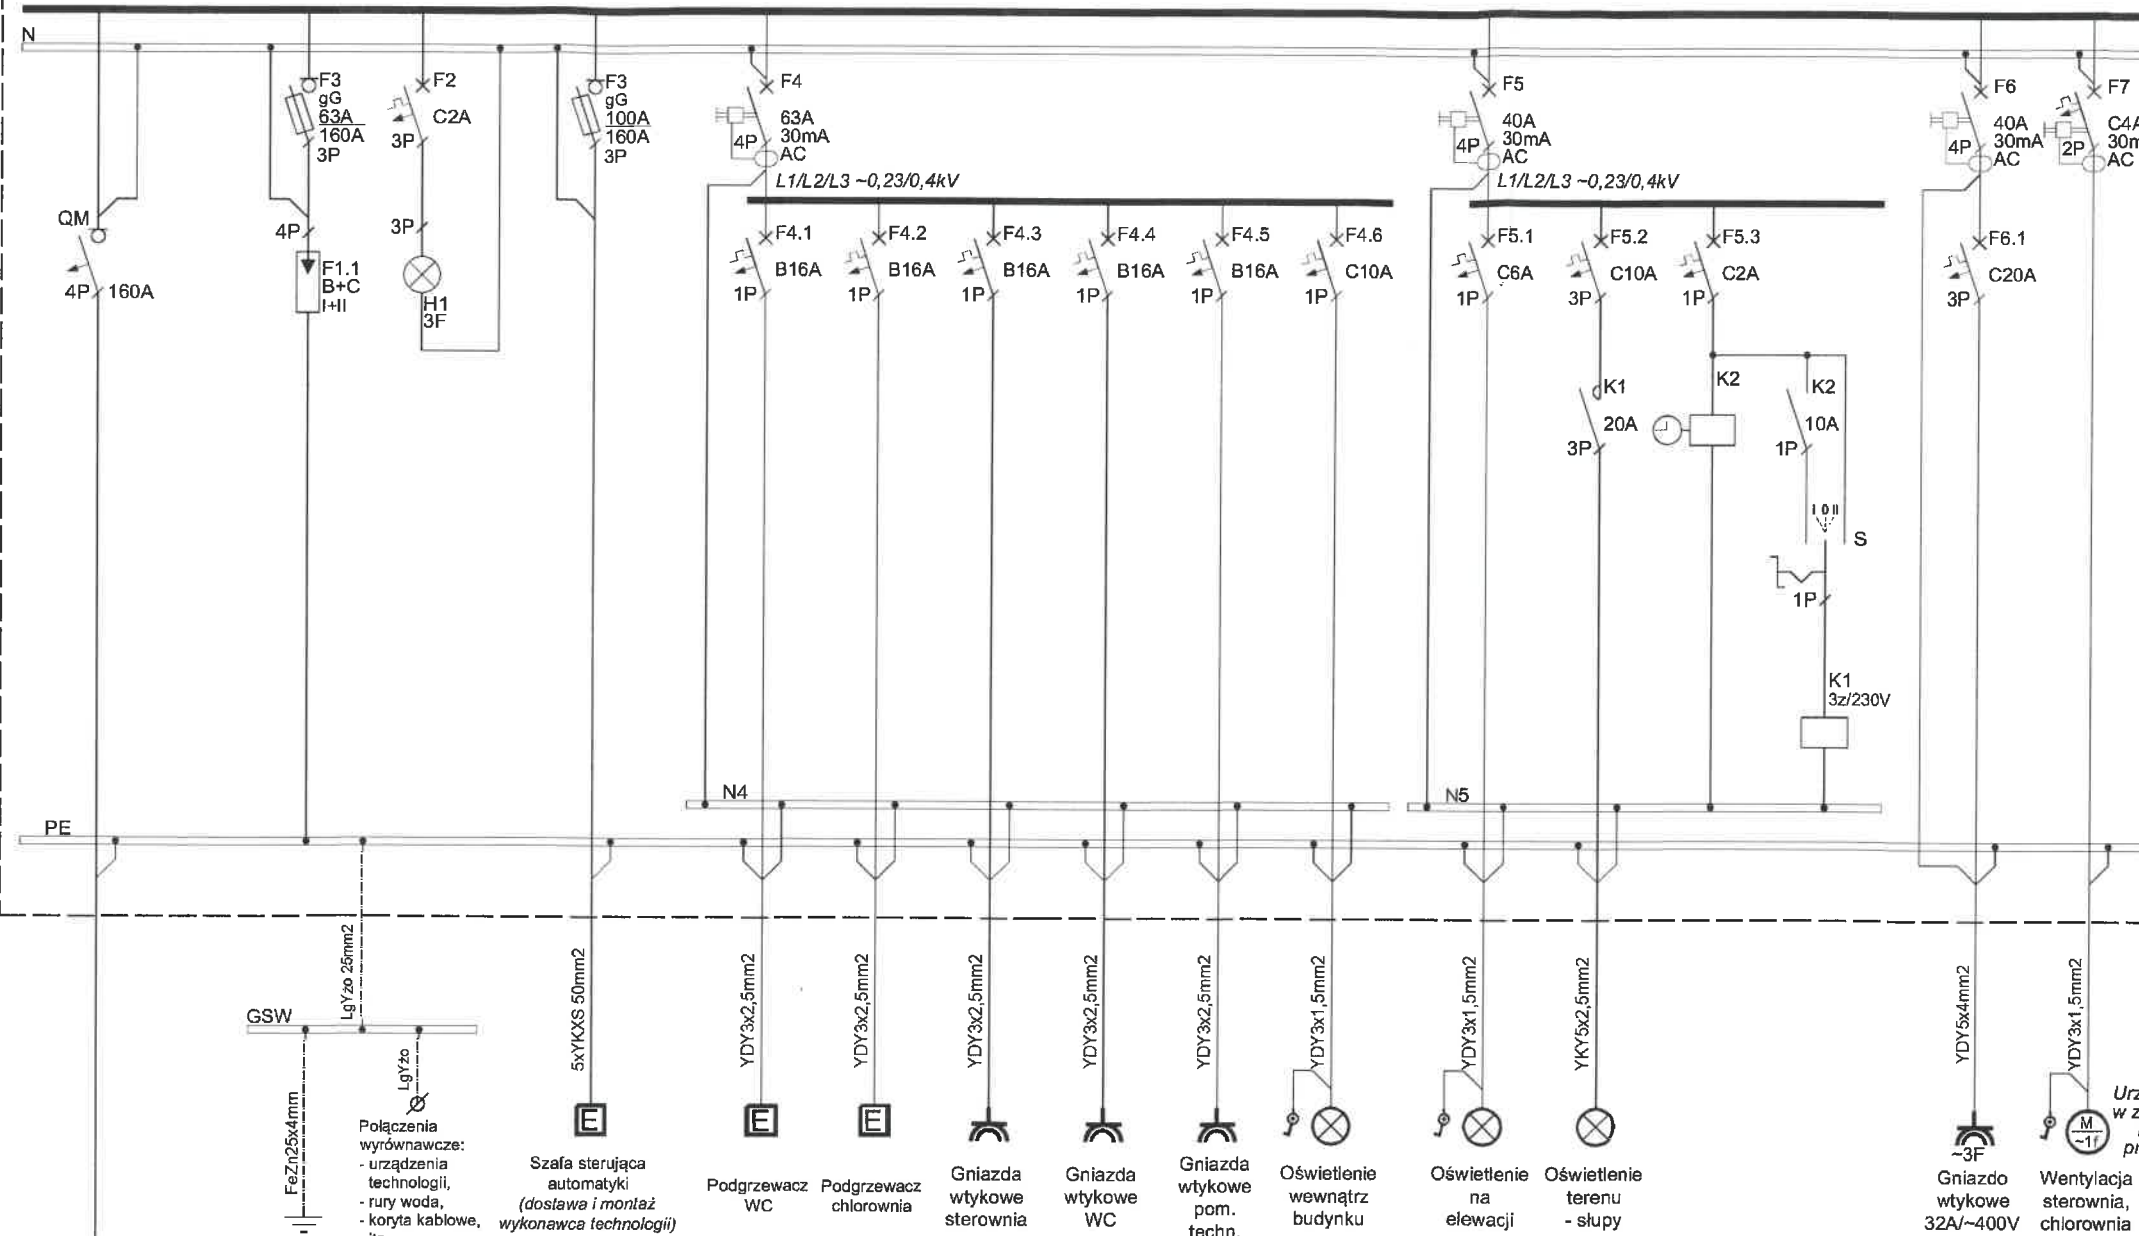 N
QM
4P
160A
F3
gG
63A
160A
3P
4P
F1.1
B+C
I+II
F2
C2A
3P
3P
H1
3F
F3
gG
100A
160A
3P
F4
63A
30mA
AC
4P
L1/L2/L3 ~0,23/0,4kV
F4.1
B16A
1P
F4.2
B16A
1P
F4.3
B16A
1P
F4.4
B16A
1P
F4.5
B16A
1P
F4.6
C10A
1P
F5
40A
30mA
AC
4P
L1/L2/L3 ~0,23/0,4kV
F5.1
C6A
1P
F5.2
C10A
3P
F5.3
C2A
1P
K1
20A
3P
K2
K2
10A
1P
I 0 II
S
1P
K1
3z/230V
F6
40A
30mA
AC
4P
F6.1
C20A
3P
F7
C4A
30m
AC
2P
N4
N5
PE
GSW
LgYżo 25mm2
LgYżo
FeZn25x4mm
Połączenia
wyrównawcze:
- urządzenia
technologii,
- rury woda,
- koryta kablowe,
5xYKXS 50mm2
E
Szafa sterująca
automatyki
(dostawa i montaż
wykonawca technologii)
YDY3x2,5mm2
E
Podgrzewacz
WC
YDY3x2,5mm2
E
Podgrzewacz
chlorownia
YDY3x2,5mm2
Gniazda
wtykowe
sterownia
YDY3x2,5mm2
Gniazda
wtykowe
WC
YDY3x2,5mm2
Gniazda
wtykowe
pom.
techn.
YDY3x1,5mm2
Oświetlenie
wewnątrz
budynku
YDY3x1,5mm2
Oświetlenie
na
elewacji
YKY5x2,5mm2
Oświetlenie
terenu
- słupy
YDY5x4mm2
~3F
Gniazdo
wtykowe
32A/~400V
YDY3x1,5mm2
M
~1f
Wentylacja
sterownia,
chlorownia
Urz
w z
pr